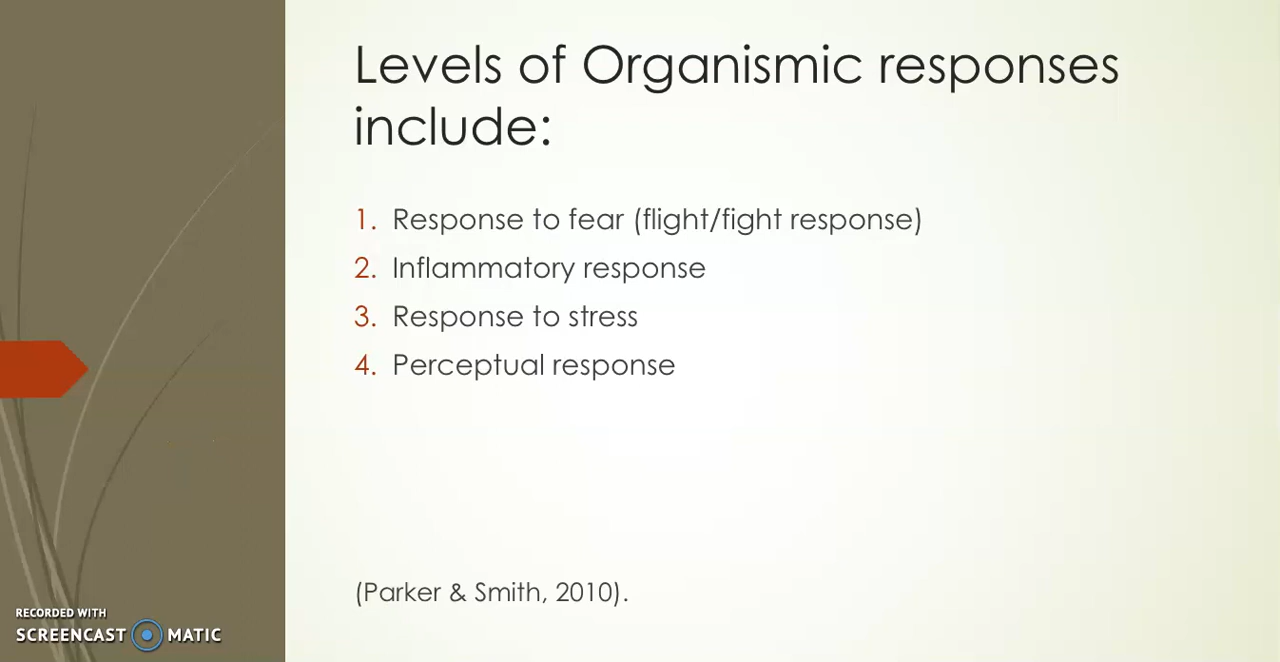 Levels of Organismic responses
include:
1. Response to fear (flight/fight response)
2. Inflammatory response
3. Response to stress
4. Perceptual response
(Parker & Smith, 2010).
RECORDED WITH
SCREENCAST MATIC